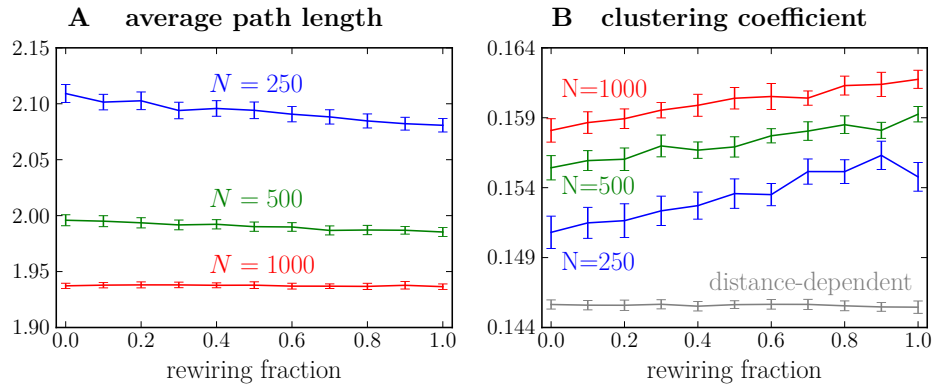 A average path length
2.15
2.10
2.05
2.00
1.95
1.90
N = 250
N = 500
N = 1000
0.0 0.2 0.4 0.6 0.8 1.0
rewiring fraction
B clustering coefficient
0.164
0.159
0.154
0.149
0.144
N=1000
N=500
N=250
distance-dependent
0.0 0.2 0.4 0.6 0.8 1.0
rewiring fraction